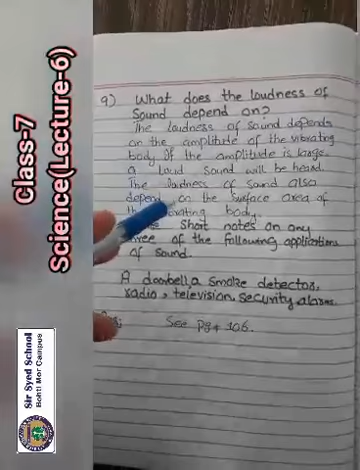 Class-7
Science(Lecture-6)
Sir Syed School
Bohti Mor Campus
9) What does the loudness of
Sound depend on?
The loudness of sound depends
on the amplitude of the vibrating
body If the amplitude is large
a Loud Sound will be heard.
The loudness of Sound also
depend on the surface area of
body.
Short notes on any
of the following applications
of sound.
A doorbell, a smoke detector,
radio, television, security alarm.
See Pg + 106.